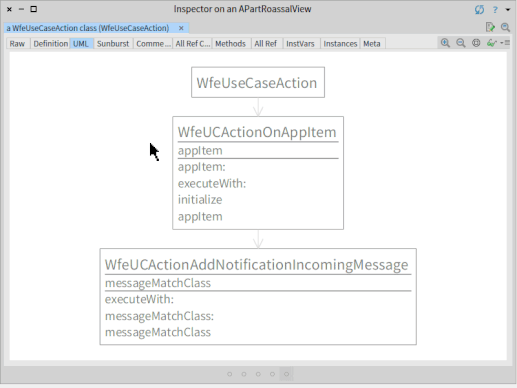 Inspector on an APartRoassalView
?
a WfeUseCaseAction class (WfeUseCaseAction) ×
Raw Definition UML Sunburst Comme ... All Ref C... Methods All Ref InstVars Instances Meta
WfeUseCaseAction
WfeUCActionOnAppItem
appItem
appItem:
executeWith:
initialize
appItem
WfeUCActionAddNotificationIncomingMessage
messageMatchClass
executeWith:
messageMatchClass:
messageMatchClass